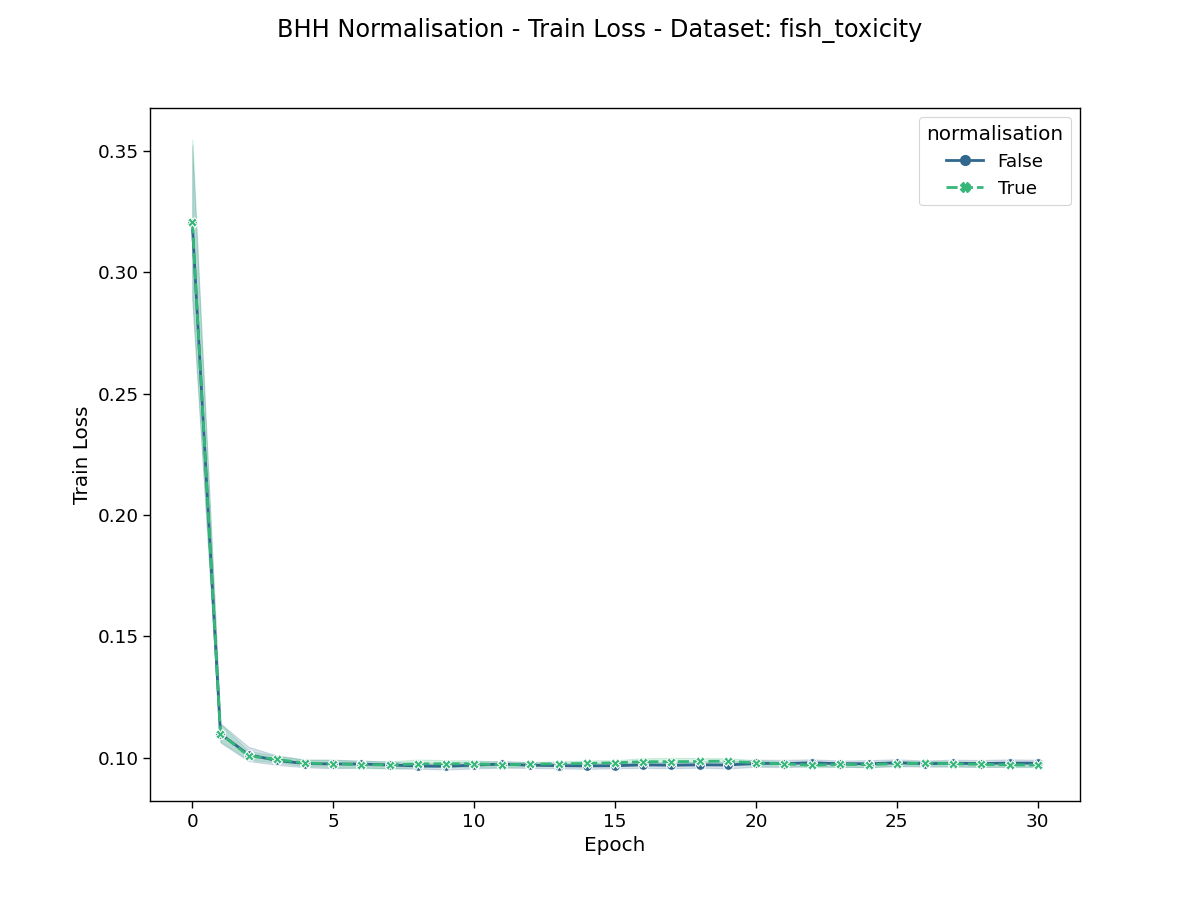 BHH Normalisation - Train Loss - Dataset: fish_toxicity
normalisation
False
True
Train Loss
0.35
0.30
0.25
0.20
0.15
0.10
0 5 10 15 20 25 30
Epoch